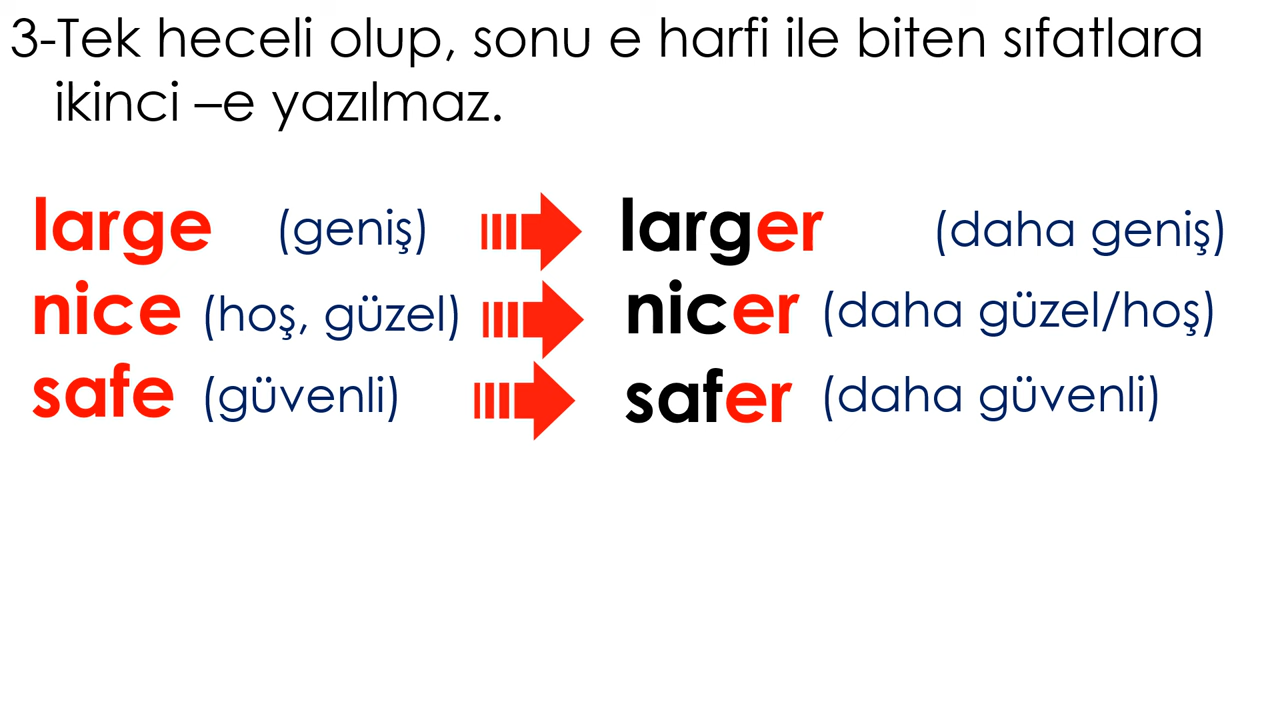 3-Tek heceli olup, sonu e harfi ile biten sıfatlara
ikinci –e yazılmaz.
large (geniş) larger (daha geniş)
nice (hoş, güzel) nicer (daha güzel/hoş)
safe (güvenli) safer (daha güvenli)